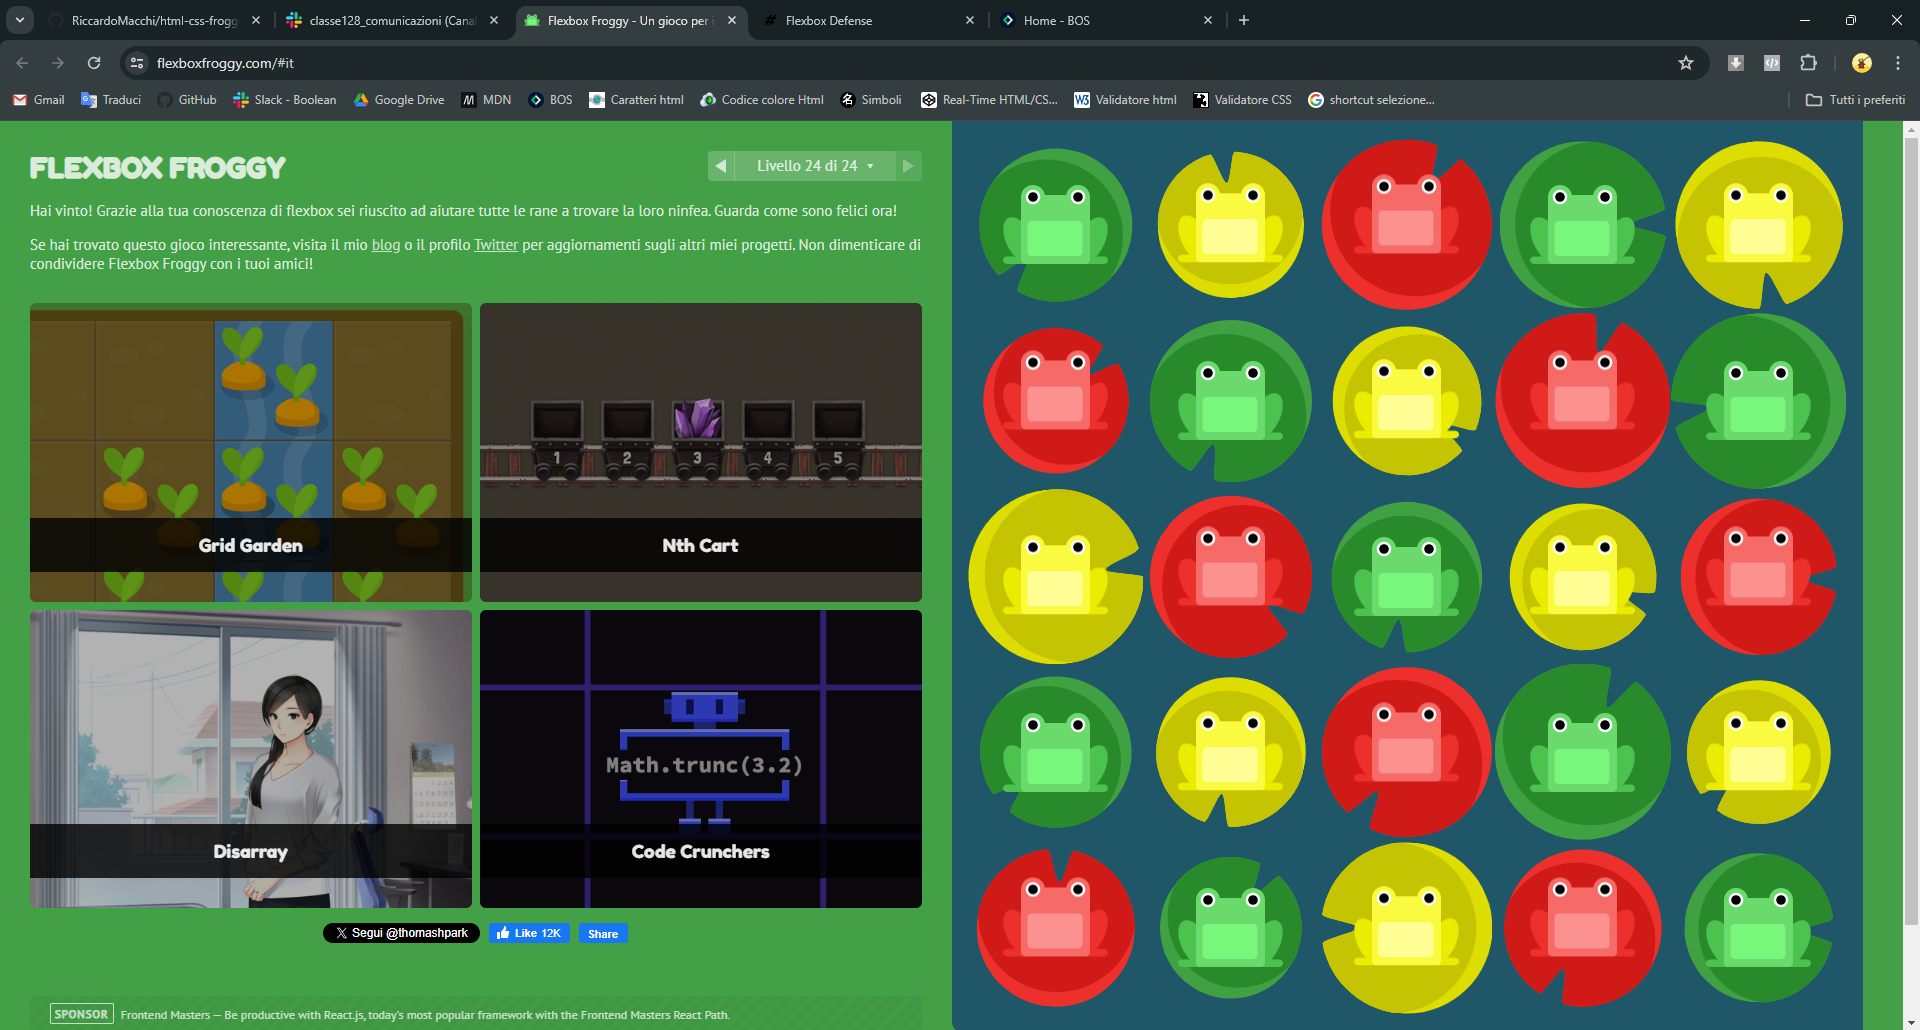 RiccardoMacchi/html-css-frogg
classe128_comunicazioni (Cana
Flexbox Froggy - Un gioco per i
Flexbox Defense
Home - BOS
flexboxfroggy.com/#it
Gmail
Traduci
GitHub
Slack - Boolean
Google Drive
MDN
BOS
Caratteri html
Codice colore Html
Simboli
Real-Time HTML/CS...
Validatore html
Validatore CSS
shortcut selezione...
Tutti i preferiti
FLEXBOX FROGGY
Livello 24 di 24
Hai vinto! Grazie alla tua conoscenza di flexbox sei riuscito ad aiutare tutte le rane a trovare la loro ninfea. Guarda come sono felici ora!
Se hai trovato questo gioco interessante, visita il mio blog o il profilo Twitter per aggiornamenti sugli altri miei progetti. Non dimenticare di
condividere Flexbox Froggy con i tuoi amici!
Grid Garden
1 2 3 4 5
Nth Cart
Disarray
Math.trunc(3.2)
Code Crunchers
Segui @thomashpark
Like 12K
Share
SPONSOR
Frontend Masters — Be productive with React.js, today's most popular framework with the Frontend Masters React Path.